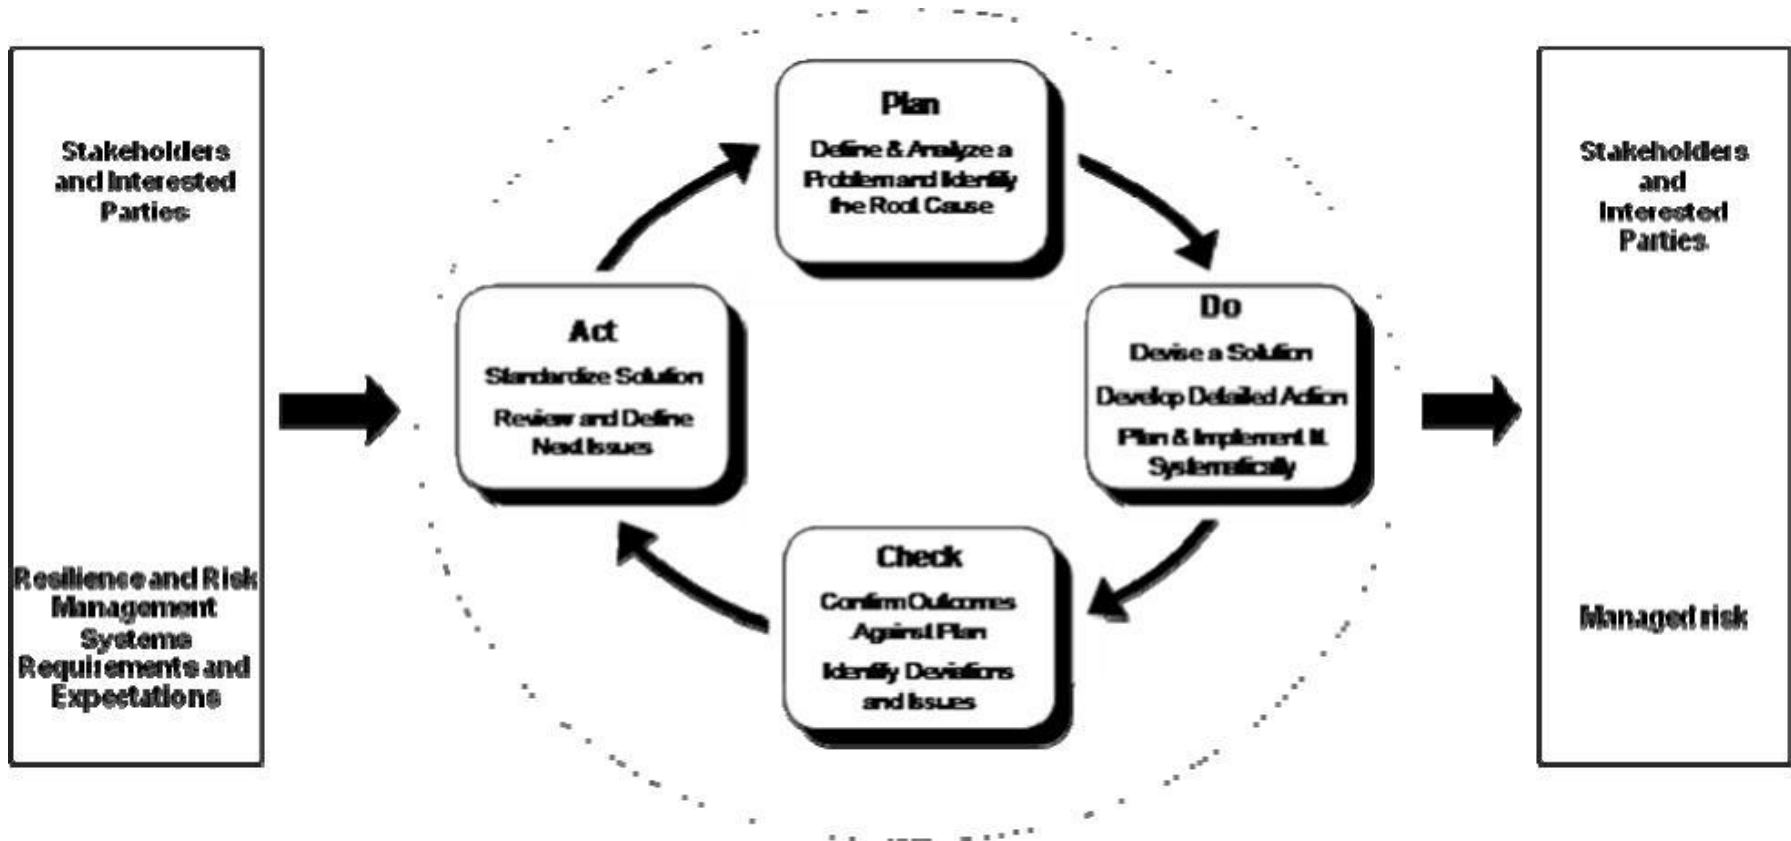 Stakeholders
and Interested
Parties
Resilience and Risk
Management
Systems
Requirements and
Expectations
Plan
Define & Analyze a
Problem and Identify
the Root Cause
Do
Devise a Solution
Develop Detailed Action
Plan & Implement It
Systematically
Check
Confirm Outcomes
Against Plan
Identify Deviations
and Issues
Act
Standardize Solution
Review and Define
Next Issues
Stakeholders
and
Interested
Parties
Managed risk